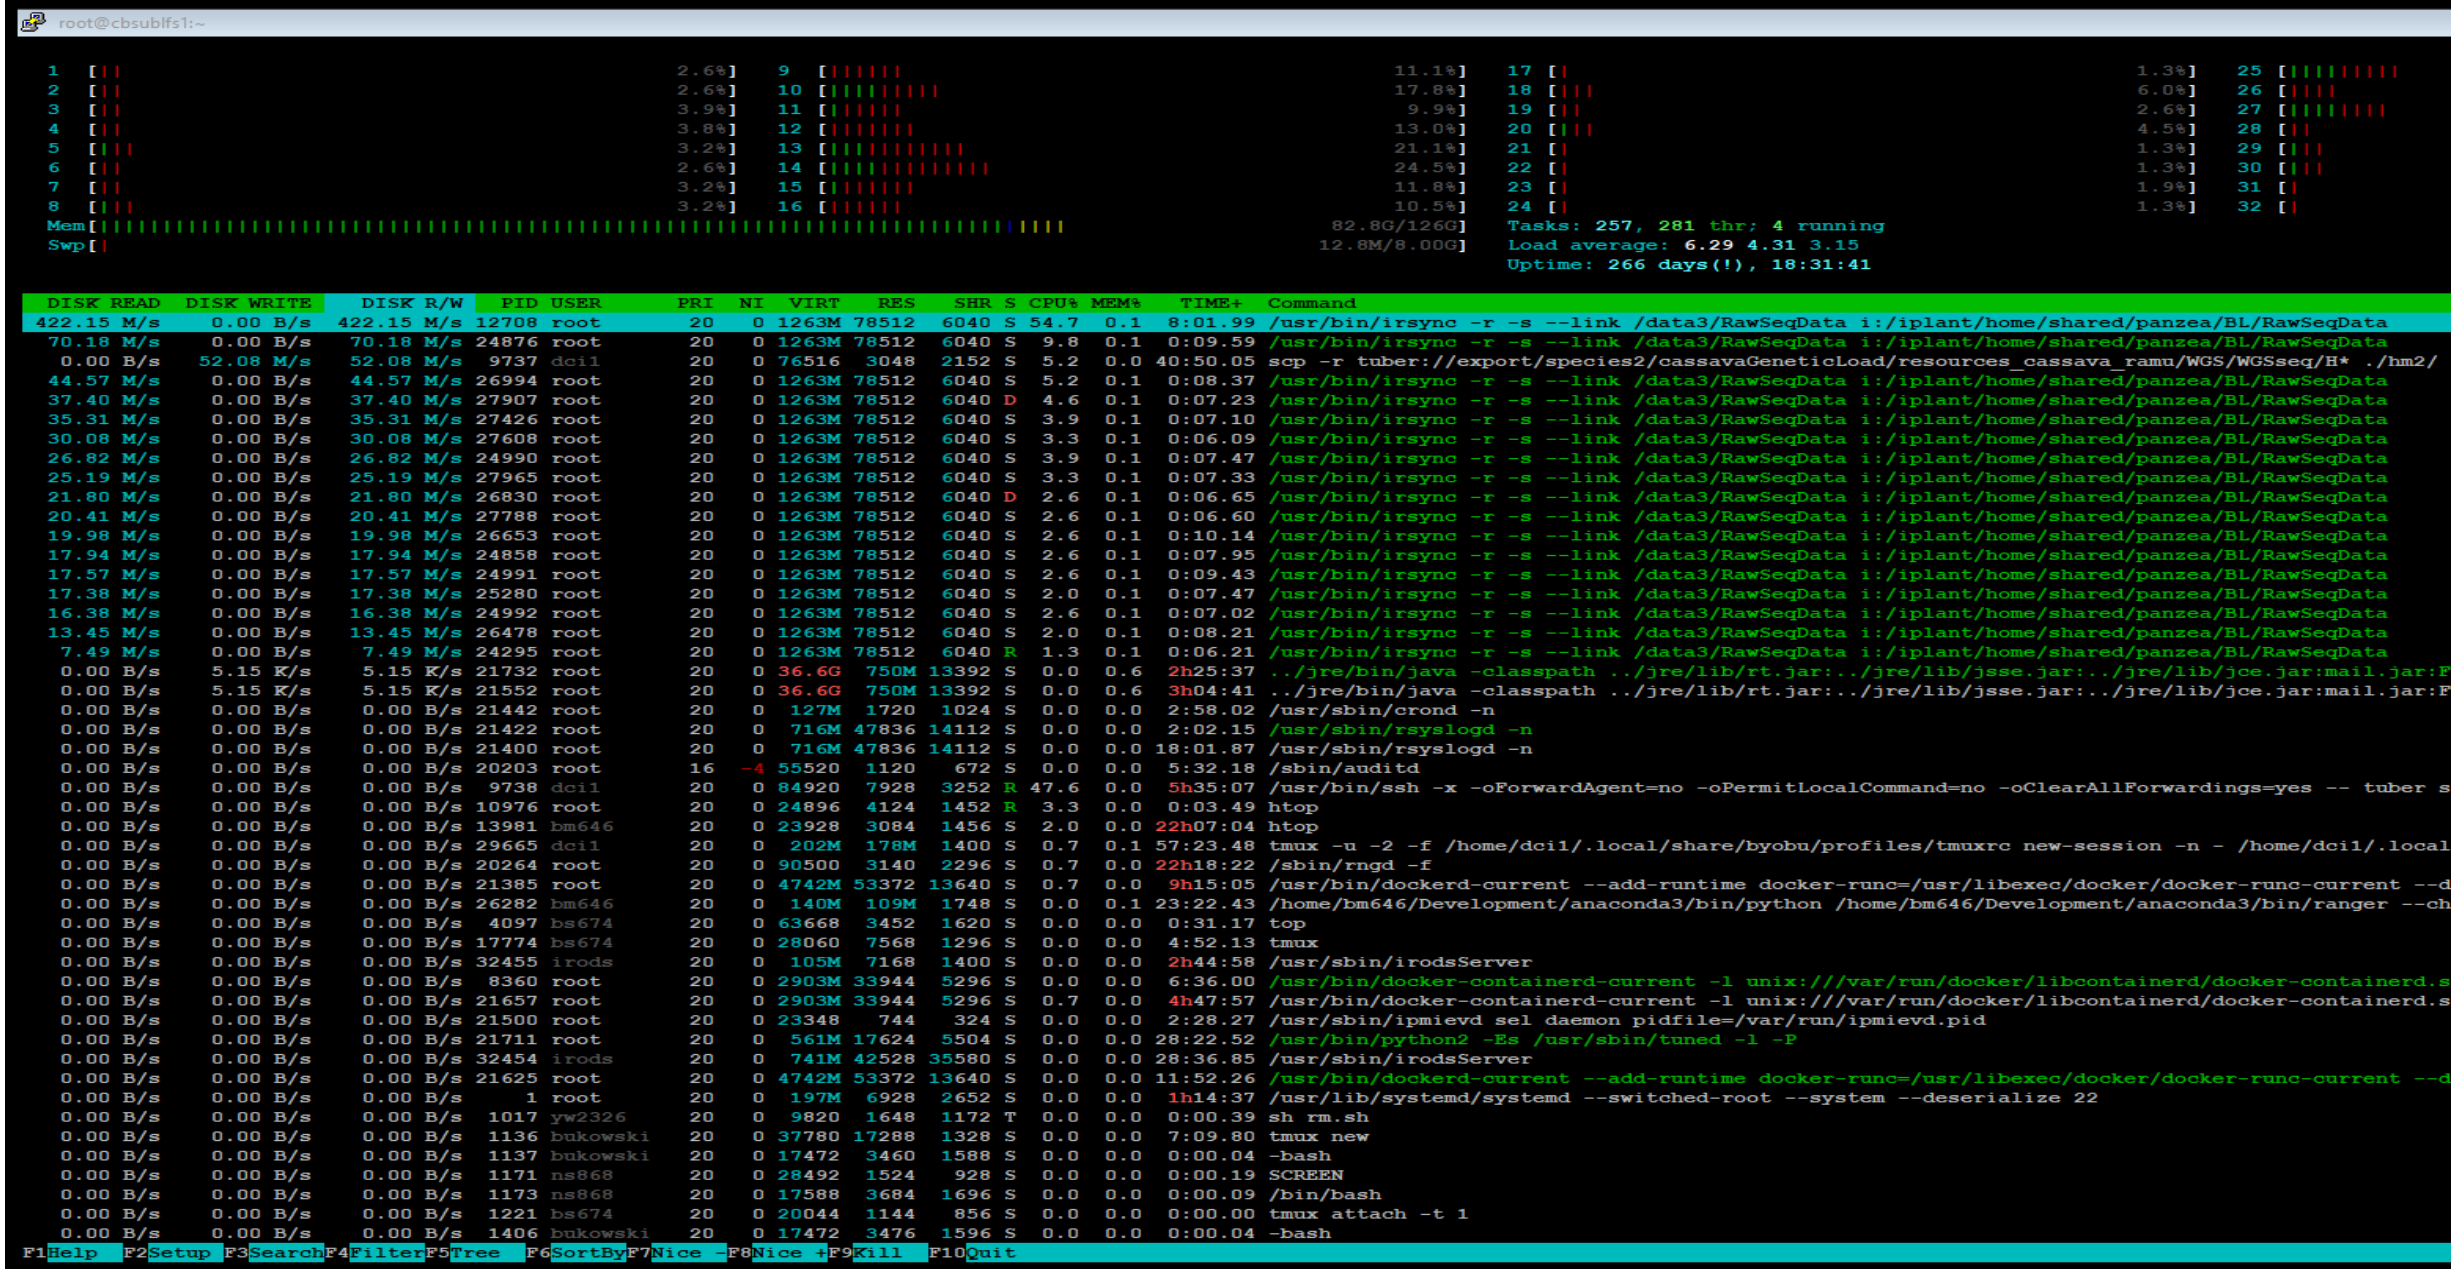 root@cbsublfs1:~
1 [|| 2.6%] 9 [|||||| 11.1%] 17 [| 1.3%] 25 [||||||||||
2 [|| 2.6%] 10 [||||||||| 17.8%] 18 [||| 6.0%] 26 [||||
3 [|| 3.9%] 11 [|||||| 9.9%] 19 [|| 2.6%] 27 [|||||||||
4 [|| 3.8%] 12 [||||||| 13.0%] 20 [||| 4.5%] 28 [||
5 [||| 3.2%] 13 [||||||||||| 21.1%] 21 [| 1.3%] 29 [|||
6 [|| 2.6%] 14 [||||||||||||| 24.5%] 22 [| 1.3%] 30 [|||
7 [|| 3.2%] 15 [||||||| 11.8%] 23 [| 1.9%] 31 [|
8 [||| 3.2%] 16 [|||||| 10.5%] 24 [| 1.3%] 32 [|
Mem[|||||||||||||||||||||||||||||||||||||||||||||||||||||||||||||||||||||||||||| 82.8G/126G] Tasks: 257, 281 thr; 4 running
Swp[| 12.8M/8.00G] Load average: 6.29 4.31 3.15
Uptime: 266 days(!), 18:31:41
DISK READ DISK WRITE DISK R/W PID USER PRI NI VIRT RES SHR S CPU% MEM% TIME+ Command
422.15 M/s 0.00 B/s 422.15 M/s 12708 root 20 0 1263M 78512 6040 S 54.7 0.1 8:01.99 /usr/bin/irsync -r -s --link /data3/RawSeqData i:/iplant/home/shared/panzea/BL/RawSeqData
70.18 M/s 0.00 B/s 70.18 M/s 24876 root 20 0 1263M 78512 6040 S 9.8 0.1 0:09.59 /usr/bin/irsync -r -s --link /data3/RawSeqData i:/iplant/home/shared/panzea/BL/RawSeqData
0.00 B/s 52.08 M/s 52.08 M/s 9737 dci1 20 0 76516 3048 2152 S 5.2 0.0 40:50.05 scp -r tuber://export/species2/cassavaGeneticLoad/resources_cassava_ramu/WGS/WGSseq/H* ./hm2/
44.57 M/s 0.00 B/s 44.57 M/s 26994 root 20 0 1263M 78512 6040 S 5.2 0.1 0:08.37 /usr/bin/irsync -r -s --link /data3/RawSeqData i:/iplant/home/shared/panzea/BL/RawSeqData
37.40 M/s 0.00 B/s 37.40 M/s 27907 root 20 0 1263M 78512 6040 D 4.6 0.1 0:07.23 /usr/bin/irsync -r -s --link /data3/RawSeqData i:/iplant/home/shared/panzea/BL/RawSeqData
35.31 M/s 0.00 B/s 35.31 M/s 27426 root 20 0 1263M 78512 6040 S 3.9 0.1 0:07.10 /usr/bin/irsync -r -s --link /data3/RawSeqData i:/iplant/home/shared/panzea/BL/RawSeqData
30.08 M/s 0.00 B/s 30.08 M/s 27608 root 20 0 1263M 78512 6040 S 3.3 0.1 0:06.09 /usr/bin/irsync -r -s --link /data3/RawSeqData i:/iplant/home/shared/panzea/BL/RawSeqData
26.82 M/s 0.00 B/s 26.82 M/s 24990 root 20 0 1263M 78512 6040 S 3.9 0.1 0:07.47 /usr/bin/irsync -r -s --link /data3/RawSeqData i:/iplant/home/shared/panzea/BL/RawSeqData
25.19 M/s 0.00 B/s 25.19 M/s 27965 root 20 0 1263M 78512 6040 S 3.3 0.1 0:07.33 /usr/bin/irsync -r -s --link /data3/RawSeqData i:/iplant/home/shared/panzea/BL/RawSeqData
21.80 M/s 0.00 B/s 21.80 M/s 26830 root 20 0 1263M 78512 6040 D 2.6 0.1 0:06.65 /usr/bin/irsync -r -s --link /data3/RawSeqData i:/iplant/home/shared/panzea/BL/RawSeqData
20.41 M/s 0.00 B/s 20.41 M/s 27788 root 20 0 1263M 78512 6040 S 2.6 0.1 0:06.60 /usr/bin/irsync -r -s --link /data3/RawSeqData i:/iplant/home/shared/panzea/BL/RawSeqData
19.98 M/s 0.00 B/s 19.98 M/s 26653 root 20 0 1263M 78512 6040 S 2.6 0.1 0:10.14 /usr/bin/irsync -r -s --link /data3/RawSeqData i:/iplant/home/shared/panzea/BL/RawSeqData
17.94 M/s 0.00 B/s 17.94 M/s 24858 root 20 0 1263M 78512 6040 S 2.6 0.1 0:07.95 /usr/bin/irsync -r -s --link /data3/RawSeqData i:/iplant/home/shared/panzea/BL/RawSeqData
17.57 M/s 0.00 B/s 17.57 M/s 24991 root 20 0 1263M 78512 6040 S 2.6 0.1 0:09.43 /usr/bin/irsync -r -s --link /data3/RawSeqData i:/iplant/home/shared/panzea/BL/RawSeqData
17.38 M/s 0.00 B/s 17.38 M/s 25280 root 20 0 1263M 78512 6040 S 2.0 0.1 0:07.47 /usr/bin/irsync -r -s --link /data3/RawSeqData i:/iplant/home/shared/panzea/BL/RawSeqData
16.38 M/s 0.00 B/s 16.38 M/s 24992 root 20 0 1263M 78512 6040 S 2.6 0.1 0:07.02 /usr/bin/irsync -r -s --link /data3/RawSeqData i:/iplant/home/shared/panzea/BL/RawSeqData
13.45 M/s 0.00 B/s 13.45 M/s 26478 root 20 0 1263M 78512 6040 S 2.0 0.1 0:08.21 /usr/bin/irsync -r -s --link /data3/RawSeqData i:/iplant/home/shared/panzea/BL/RawSeqData
7.49 M/s 0.00 B/s 7.49 M/s 24295 root 20 0 1263M 78512 6040 R 1.3 0.1 0:06.21 /usr/bin/irsync -r -s --link /data3/RawSeqData i:/iplant/home/shared/panzea/BL/RawSeqData
0.00 B/s 5.15 K/s 5.15 K/s 21732 root 20 0 36.6G 750M 13392 S 0.0 0.6 2h25:37 ../jre/bin/java -classpath ../jre/lib/rt.jar:../jre/lib/jsse.jar:../jre/lib/jce.jar:mail.jar:F
0.00 B/s 5.15 K/s 5.15 K/s 21552 root 20 0 36.6G 750M 13392 S 0.0 0.6 3h04:41 ../jre/bin/java -classpath ../jre/lib/rt.jar:../jre/lib/jsse.jar:../jre/lib/jce.jar:mail.jar:F
0.00 B/s 0.00 B/s 0.00 B/s 21442 root 20 0 127M 1720 1024 S 0.0 0.0 2:58.02 /usr/sbin/crond -n
0.00 B/s 0.00 B/s 0.00 B/s 21422 root 20 0 716M 47836 14112 S 0.0 0.0 2:02.15 /usr/sbin/rsyslogd -n
0.00 B/s 0.00 B/s 0.00 B/s 21400 root 20 0 716M 47836 14112 S 0.0 0.0 18:01.87 /usr/sbin/rsyslogd -n
0.00 B/s 0.00 B/s 0.00 B/s 20203 root 16 -4 55520 1120 672 S 0.0 0.0 5:32.18 /sbin/auditd
0.00 B/s 0.00 B/s 0.00 B/s 9738 dci1 20 0 84920 7928 3252 R 47.6 0.0 5h35:07 /usr/bin/ssh -x -oForwardAgent=no -oPermitLocalCommand=no -oClearAllForwardings=yes -- tuber s
0.00 B/s 0.00 B/s 0.00 B/s 10976 root 20 0 24896 4124 1452 R 3.3 0.0 0:03.49 htop
0.00 B/s 0.00 B/s 0.00 B/s 13981 bm646 20 0 23928 3084 1456 S 2.0 0.0 22h07:04 htop
0.00 B/s 0.00 B/s 0.00 B/s 29665 dci1 20 0 202M 178M 1400 S 0.7 0.1 57:23.48 tmux -u -2 -f /home/dci1/.local/share/byobu/profiles/tmuxrc new-session -n - /home/dci1/.local
0.00 B/s 0.00 B/s 0.00 B/s 20264 root 20 0 90500 3140 2296 S 0.7 0.0 22h18:22 /sbin/rngd -f
0.00 B/s 0.00 B/s 0.00 B/s 21385 root 20 0 4742M 53372 13640 S 0.7 0.0 9h15:05 /usr/bin/dockerd-current --add-runtime docker-runc=/usr/libexec/docker/docker-runc-current --d
0.00 B/s 0.00 B/s 0.00 B/s 26282 bm646 20 0 140M 109M 1748 S 0.0 0.1 23:22.43 /home/bm646/Development/anaconda3/bin/python /home/bm646/Development/anaconda3/bin/ranger --ch
0.00 B/s 0.00 B/s 0.00 B/s 4097 bs674 20 0 63668 3452 1620 S 0.0 0.0 0:31.17 top
0.00 B/s 0.00 B/s 0.00 B/s 17774 bs674 20 0 28060 7568 1296 S 0.0 0.0 4:52.13 tmux
0.00 B/s 0.00 B/s 0.00 B/s 32455 irods 20 0 105M 7168 1400 S 0.0 0.0 2h44:58 /usr/sbin/irodsServer
0.00 B/s 0.00 B/s 0.00 B/s 8360 root 20 0 2903M 33944 5296 S 0.0 0.0 6:36.00 /usr/bin/docker-containerd-current -l unix:///var/run/docker/libcontainerd/docker-containerd.s
0.00 B/s 0.00 B/s 0.00 B/s 21657 root 20 0 2903M 33944 5296 S 0.7 0.0 4h47:57 /usr/bin/docker-containerd-current -l unix:///var/run/docker/libcontainerd/docker-containerd.s
0.00 B/s 0.00 B/s 0.00 B/s 21500 root 20 0 23348 744 324 S 0.0 0.0 2:28.27 /usr/sbin/ipmievd sel daemon pidfile=/var/run/ipmievd.pid
0.00 B/s 0.00 B/s 0.00 B/s 21711 root 20 0 561M 17624 5504 S 0.0 0.0 28:22.52 /usr/bin/python2 -Es /usr/sbin/tuned -l -P
0.00 B/s 0.00 B/s 0.00 B/s 32454 irods 20 0 741M 42528 35580 S 0.0 0.0 28:36.85 /usr/sbin/irodsServer
0.00 B/s 0.00 B/s 0.00 B/s 21625 root 20 0 4742M 53372 13640 S 0.0 0.0 11:52.26 /usr/bin/dockerd-current --add-runtime docker-runc=/usr/libexec/docker/docker-runc-current --d
0.00 B/s 0.00 B/s 0.00 B/s 1 root 20 0 197M 6928 2652 S 0.0 0.0 1h14:37 /usr/lib/systemd/systemd --switched-root --system --deserialize 22
0.00 B/s 0.00 B/s 0.00 B/s 1017 yw2326 20 0 9820 1648 1172 T 0.0 0.0 0:00.39 sh rm.sh
0.00 B/s 0.00 B/s 0.00 B/s 1136 bukowski 20 0 37780 17288 1328 S 0.0 0.0 7:09.80 tmux new
0.00 B/s 0.00 B/s 0.00 B/s 1137 bukowski 20 0 17472 3460 1588 S 0.0 0.0 0:00.04 -bash
0.00 B/s 0.00 B/s 0.00 B/s 1171 ns868 20 0 28492 1524 928 S 0.0 0.0 0:00.19 SCREEN
0.00 B/s 0.00 B/s 0.00 B/s 1173 ns868 20 0 17588 3684 1696 S 0.0 0.0 0:00.09 /bin/bash
0.00 B/s 0.00 B/s 0.00 B/s 1221 bs674 20 0 20044 1144 856 S 0.0 0.0 0:00.00 tmux attach -t 1
0.00 B/s 0.00 B/s 0.00 B/s 1406 bukowski 20 0 17472 3476 1596 S 0.0 0.0 0:00.04 -bash
F1Help F2Setup F3SearchF4FilterF5Tree F6SortByF7Nice -F8Nice +F9Kill F10Quit